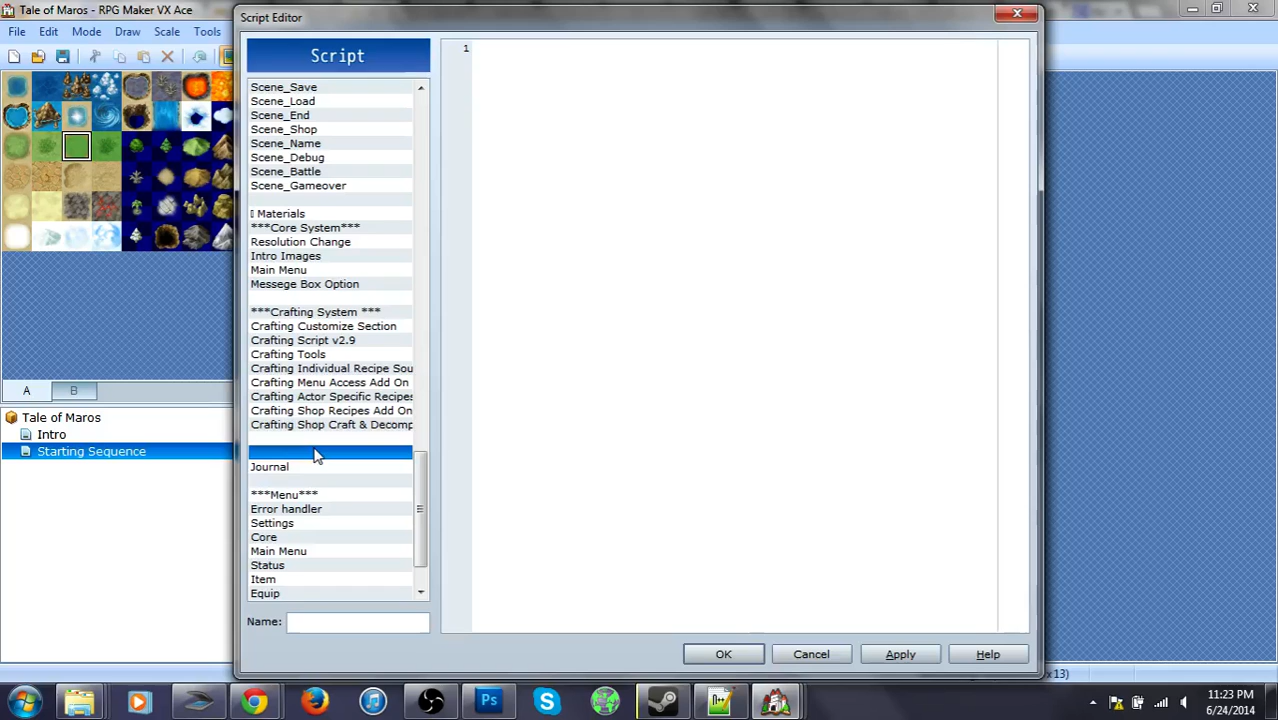 Tale of Maros - RPG Maker VX Ace
File Edit Mode Draw Scale Tools
Script Editor
Script
1
Scene_Save
Scene_Load
Scene_End
Scene_Shop
Scene_Name
Scene_Debug
Scene_Battle
Scene_Gameover
Materials
***Core System***
Resolution Change
Intro Images
Main Menu
Messege Box Option
***Crafting System ***
Crafting Customize Section
Crafting Script v2.9
Crafting Tools
Crafting Individual Recipe Sou
Crafting Menu Access Add On
Crafting Actor Specific Recipes
Crafting Shop Recipes Add On
Crafting Shop Craft & Decomp
Journal
***Menu***
Error handler
Settings
Core
Main Menu
Status
Item
Equip
Name:
A B
Tale of Maros
Intro
Starting Sequence
OK Cancel Apply Help
x13)
Ps
11:23 PM
6/24/2014